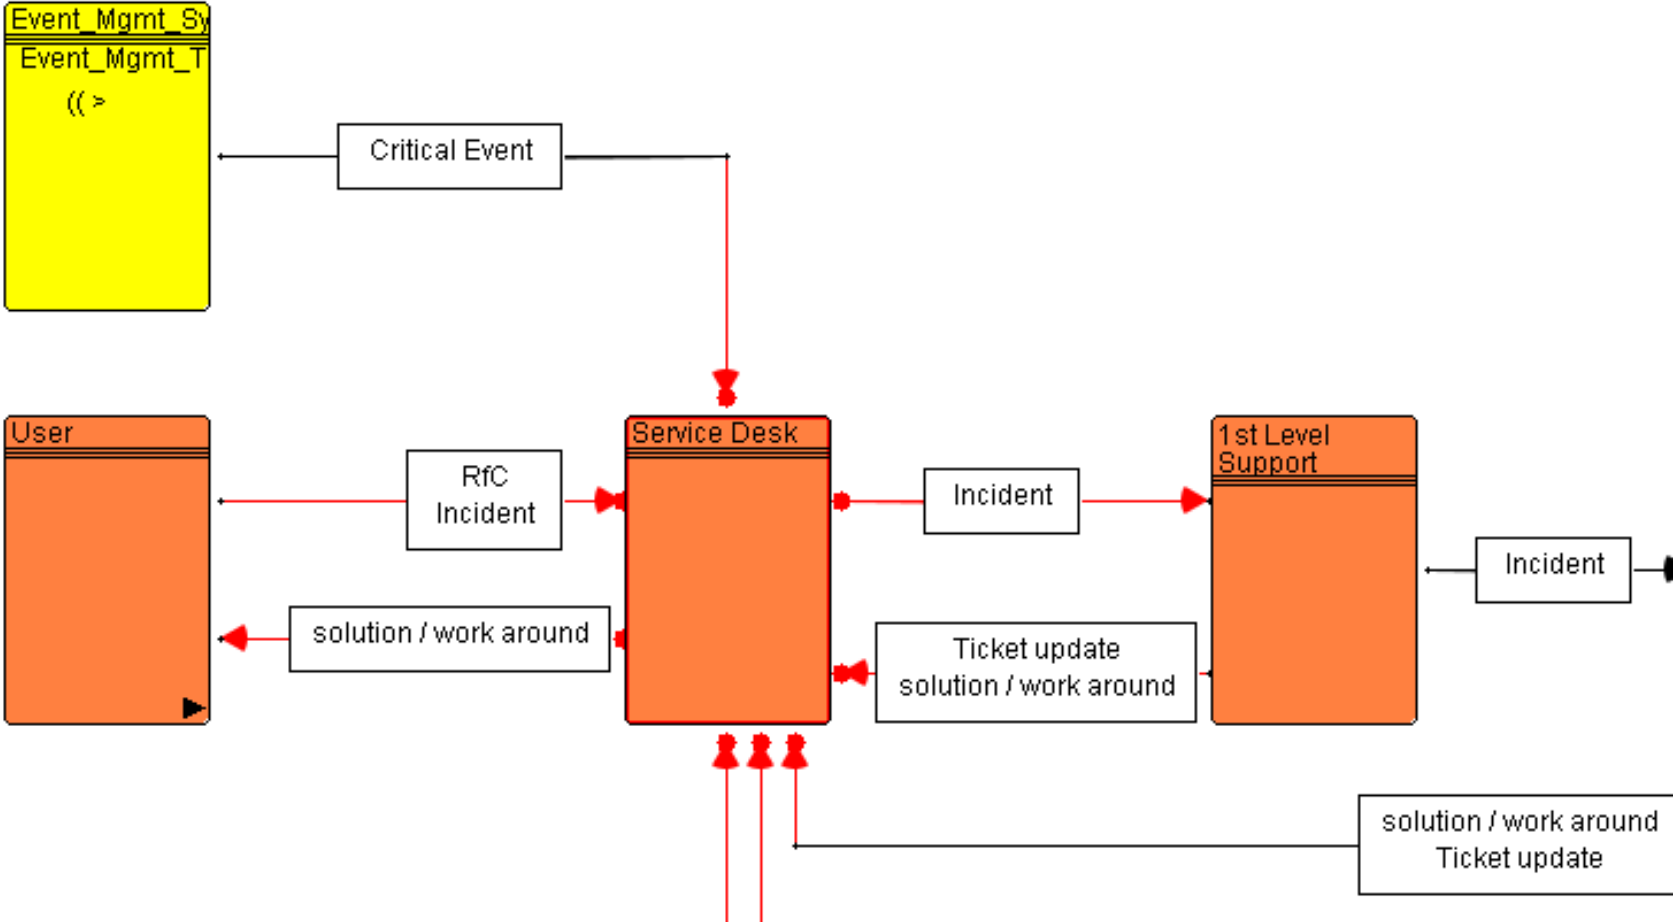 Event_Mgmt_Sy
Event_Mgmt_T
((>
Critical Event
User
RfC
Incident
solution / work around
Service Desk
Incident
Ticket update
solution / work around
1st Level
Support
Incident
solution / work around
Ticket update